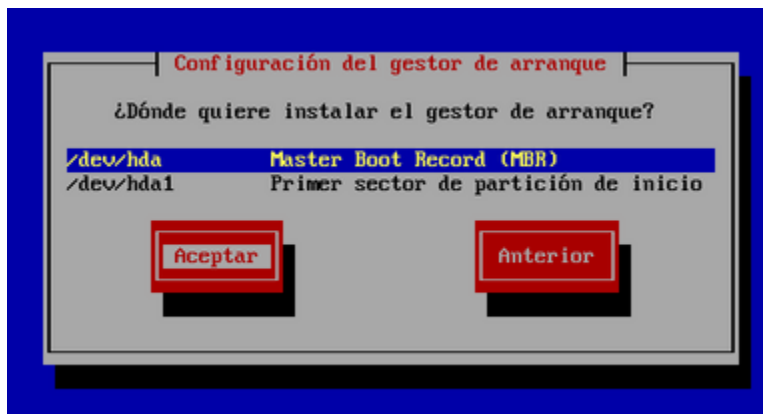 Configuración del gestor de arranque
¿Dónde quiere instalar el gestor de arranque?
/dev/hda Master Boot Record (MBR)
/dev/hda1 Primer sector de partición de inicio
Aceptar Anterior